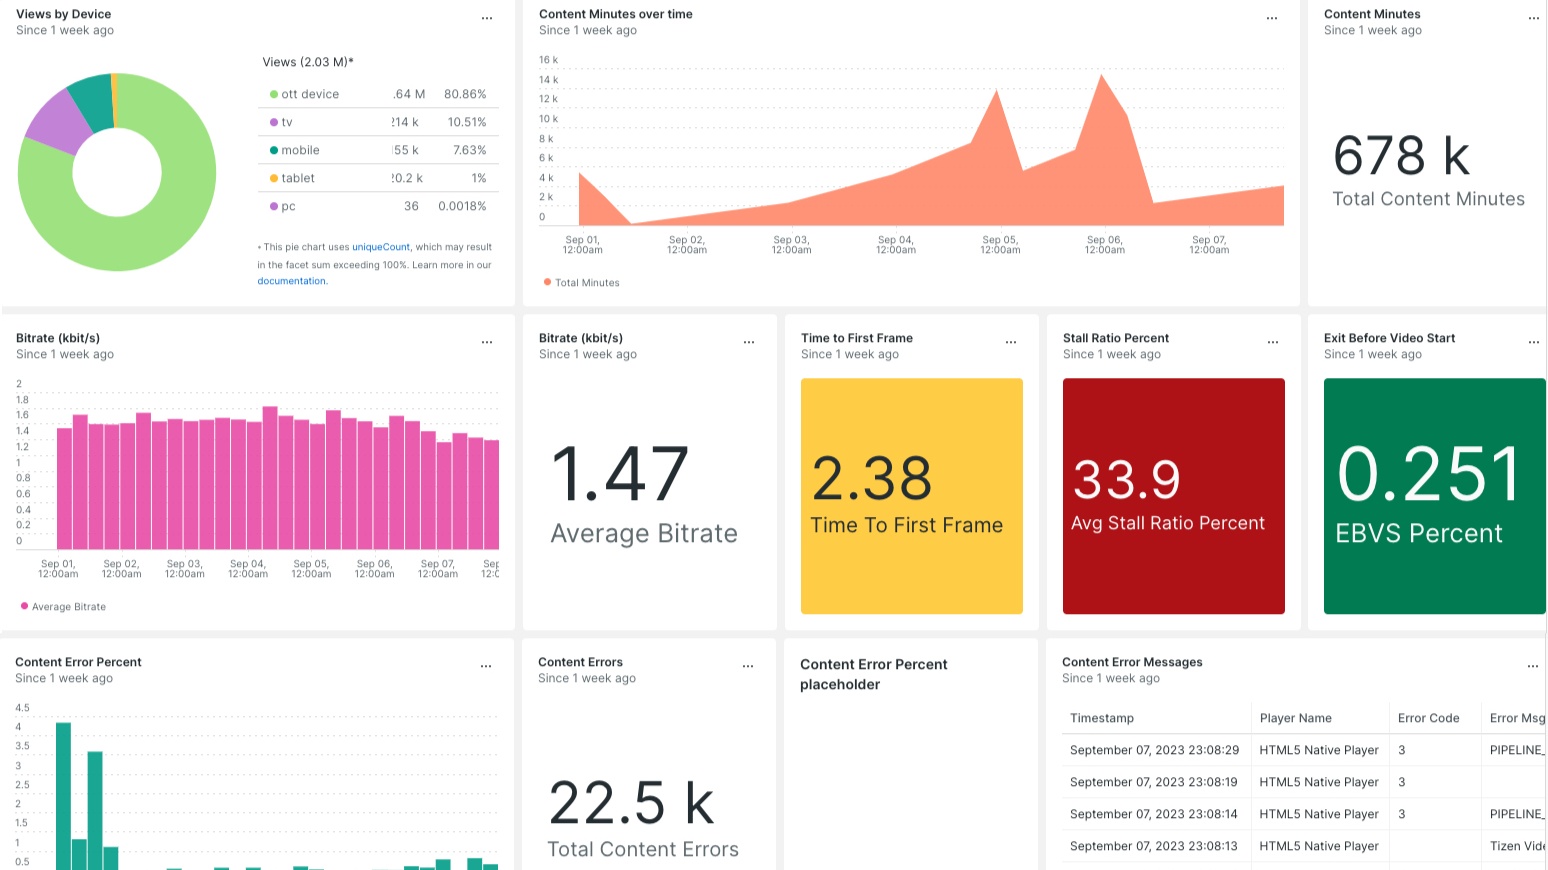 Views by Device
Since 1 week ago
...
Views (2.03 M)*
ott device .64 M 80.86%
tv 214 k 10.51%
mobile 155 k 7.63%
tablet 20.2 k 1%
pc 36 0.0018%
* This pie chart uses uniqueCount, which may result
in the facet sum exceeding 100%. Learn more in our
documentation.
Content Minutes over time
Since 1 week ago
...
16 k
14 k
12 k
10 k
8 k
6 k
4 k
2 k
0
Sep 01, Sep 02, Sep 03, Sep 04, Sep 05, Sep 06, Sep 07,
12:00am 12:00am 12:00am 12:00am 12:00am 12:00am 12:00am
Total Minutes
Content Minutes
Since 1 week ago
...
678 k
Total Content Minutes
Bitrate (kbit/s)
Since 1 week ago
...
2
1.8
1.6
1.4
1.2
1
0.8
0.6
0.4
0.2
0
Sep 01, Sep 02, Sep 03, Sep 04, Sep 05, Sep 06, Sep 07, Sep
12:00am 12:00am 12:00am 12:00am 12:00am 12:00am 12:00am 12:0
Average Bitrate
Bitrate (kbit/s)
Since 1 week ago
...
1.47
Average Bitrate
Time to First Frame
Since 1 week ago
...
2.38
Time To First Frame
Stall Ratio Percent
Since 1 week ago
...
33.9
Avg Stall Ratio Percent
Exit Before Video Start
Since 1 week ago
...
0.251
EBVS Percent
Content Error Percent
Since 1 week ago
...
4.5
4
3.5
3
2.5
2
1.5
1
0.5
Content Errors
Since 1 week ago
...
22.5 k
Total Content Errors
Content Error Percent
placeholder
Content Error Messages
Since 1 week ago
...
Timestamp Player Name Error Code Error Msg
September 07, 2023 23:08:29 HTML5 Native Player 3 PIPELINE_
September 07, 2023 23:08:19 HTML5 Native Player 3
September 07, 2023 23:08:14 HTML5 Native Player 3 PIPELINE_
September 07, 2023 23:08:13 HTML5 Native Player Tizen Vide